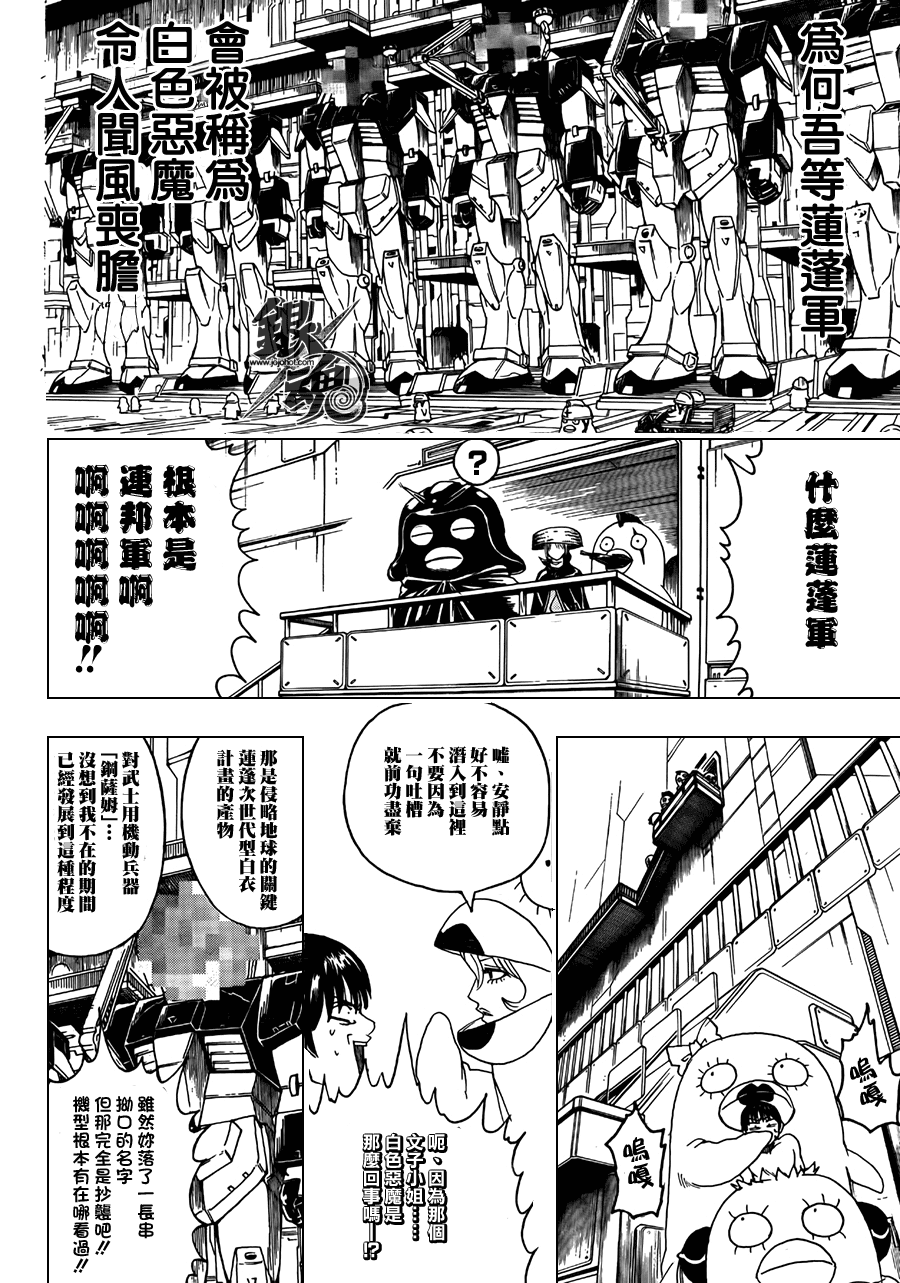 為何吾等蓮蓬軍
會被稱為
白色惡魔
令人聞風喪膽
銀魂
www.jojohot.com
什麼蓮蓬軍
?
根本是
連邦軍啊
啊啊啊啊啊!!
嗚嘎
嗚嘎
噓、安靜點
好不容易
潛入到這裡
不要因為
一句吐槽
就前功盡棄
呃、因為那個
文子小姐……
白色惡魔是
那麼回事嗎—!?
那是侵略地球的關鍵
蓮蓬次世代型白衣
計畫的產物
對武士用機動兵器
「鋼薩姆」…
沒想到我不在的期間
已經發展到這種程度
雖然妳落了一長串
拗口的名字
但那完全是抄襲吧!!
機型根本有在哪看過!!